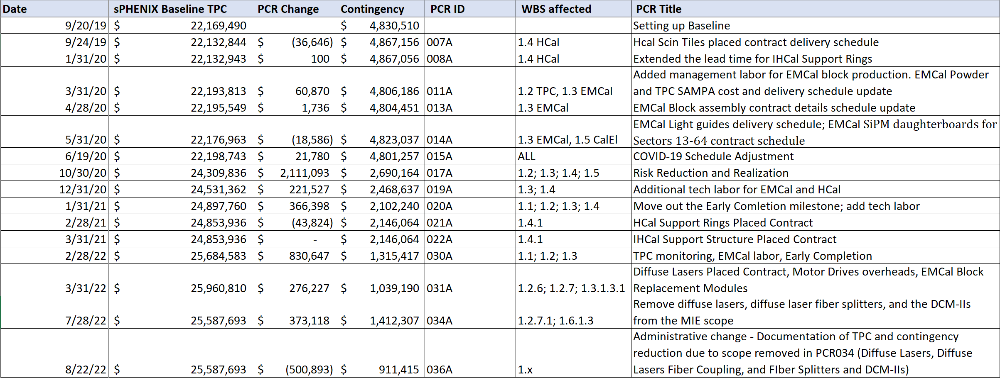 Date sPHENIX Baseline TPC PCR Change Contingency PCR ID WBS affected PCR Title
9/20/19 $ 22,169,490 $ 4,830,510 Setting up Baseline
9/24/19 $ 22,132,844 $ (36,646) $ 4,867,156 007A 1.4 HCal Hcal Scin Tiles placed contract delivery schedule
1/31/20 $ 22,132,943 $ 100 $ 4,867,056 008A 1.4 HCal Extended the lead time for IHCal Support Rings
Added management labor for EMCal block production. EMCal Powder
3/31/20 $ 22,193,813 $ 60,870 $ 4,806,186 011A 1.2 TPC, 1.3 EMCal and TPC SAMPA cost and delivery schedule update
4/28/20 $ 22,195,549 $ 1,736 $ 4,804,451 013A 1.3 EMCal EMCal Block assembly contract details schedule update
EMCal Light guides delivery schedule; EMCal SiPM daughterboards for
5/31/20 $ 22,176,963 $ (18,586) $ 4,823,037 014A 1.3 EMCal, 1.5 CalEl Sectors 13-64 contract schedule
6/19/20 $ 22,198,743 $ 21,780 $ 4,801,257 015A ALL COVID-19 Schedule Adjustment
10/30/20 $ 24,309,836 $ 2,111,093 $ 2,690,164 017A 1.2; 1.3; 1.4; 1.5 Risk Reduction and Realization
12/31/20 $ 24,531,362 $ 221,527 $ 2,468,637 019A 1.3; 1.4 Additional tech labor for EMCal and HCal
1/31/21 $ 24,897,760 $ 366,398 $ 2,102,240 020A 1.1; 1.2; 1.3; 1.4 Move out the Early Comletion milestone; add tech labor
2/28/21 $ 24,853,936 $ (43,824) $ 2,146,064 021A 1.4.1 HCal Support Rings Placed Contract
3/31/21 $ 24,853,936 $ - $ 2,146,064 022A 1.4.1 IHCal Support Structure Placed Contract
2/28/22 $ 25,684,583 $ 830,647 $ 1,315,417 030A 1.1; 1.2; 1.3 TPC monitoring, EMCal labor, Early Completion
Diffuse Lasers Placed Contract, Motor Drives overheads, EMCal Block
3/31/22 $ 25,960,810 $ 276,227 $ 1,039,190 031A 1.2.6; 1.2.7; 1.3.1.3.1 Replacement Modules
Remove diffuse lasers, diffuse laser fiber splitters, and the DCM-IIs
7/28/22 $ 25,587,693 $ 373,118 $ 1,412,307 034A 1.2.7.1; 1.6.1.3 from the MIE scope
Administrative change - Documentation of TPC and contingency
reduction due to scope removed in PCR034 (Diffuse Lasers, Diffuse
8/22/22 $ 25,587,693 $ (500,893) $ 911,415 036A 1.x Lasers Fiber Coupling, and FIber Splitters and DCM-IIs)